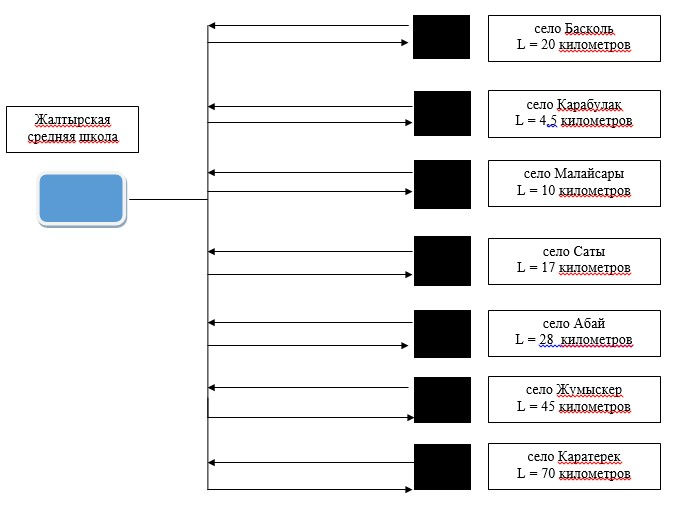 село Басколь
L = 20 километров
село Карабулак
L = 4,5 километров
Жалтырская
средняя школа
село Малайсары
L = 10 километров
село Саты
L = 17 километров
село Абай
L = 28 километров
село Жумыскер
L = 45 километров
село Каратерек
L = 70 километров